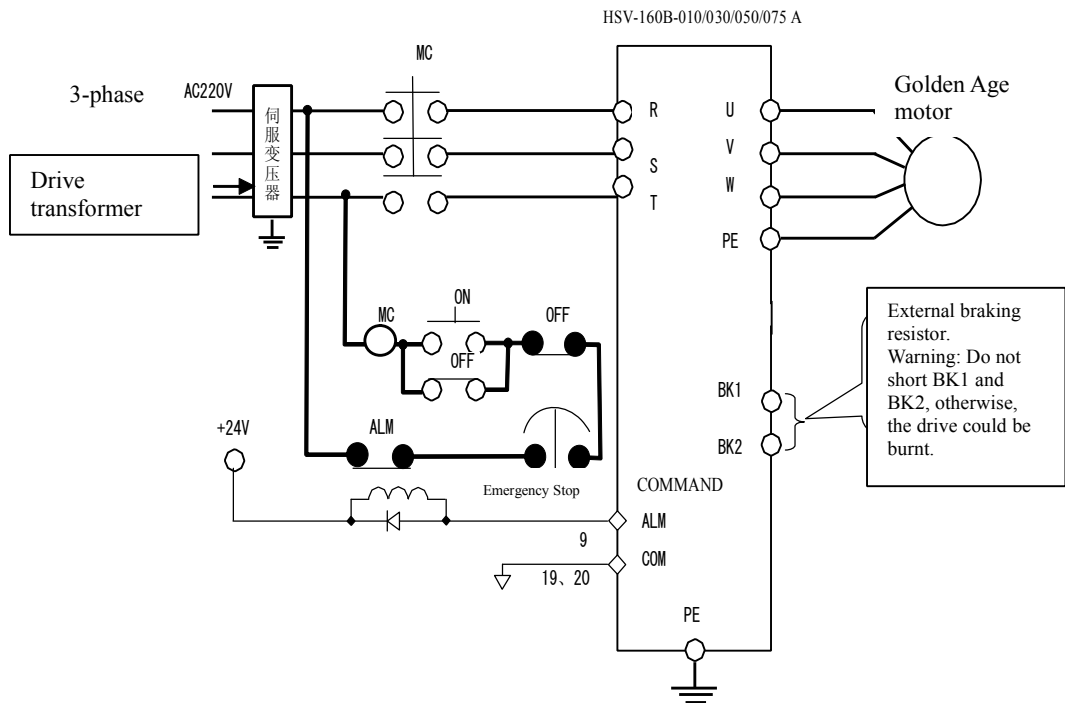 HSV-160B-010/030/050/075 A
MC
3-phase
AC220V
伺服变压器
Drive
transformer
R
S
T
U
V
W
PE
Golden Age
motor
MC
ON
OFF
OFF
ALM
Emergency Stop
+24V
BK1
BK2
External braking
resistor.
Warning: Do not
short BK1 and
BK2, otherwise,
the drive could be
burnt.
COMMAND
ALM
9
COM
19、20
PE